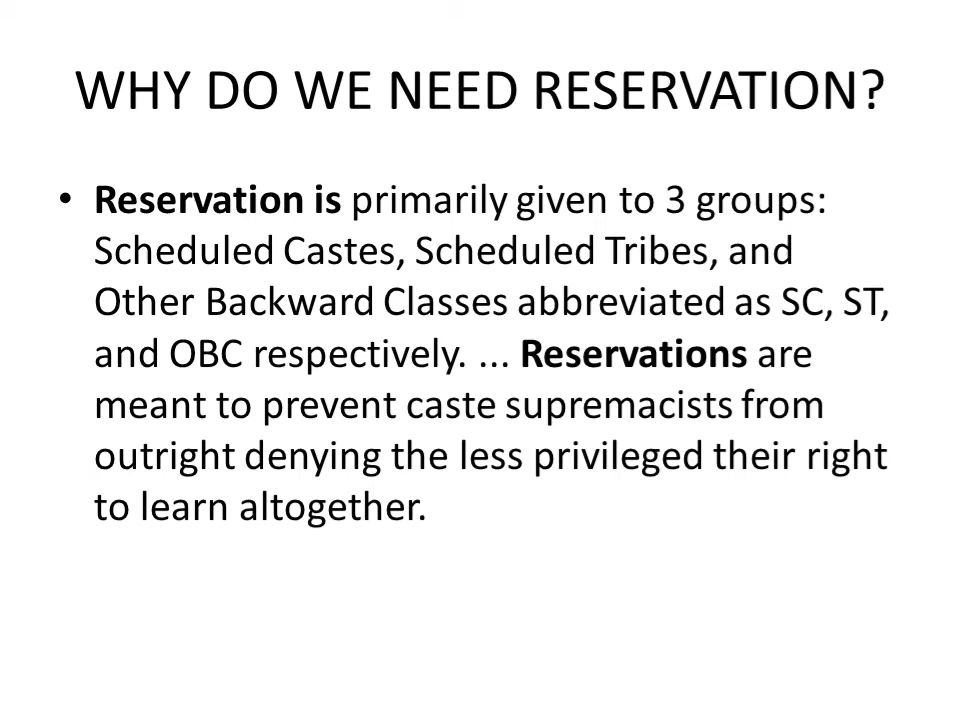 WHY DO WE NEED RESERVATION?
• Reservation is primarily given to 3 groups:
Scheduled Castes, Scheduled Tribes, and
Other Backward Classes abbreviated as SC, ST,
and OBC respectively. ... Reservations are
meant to prevent caste supremacists from
outright denying the less privileged their right
to learn altogether.